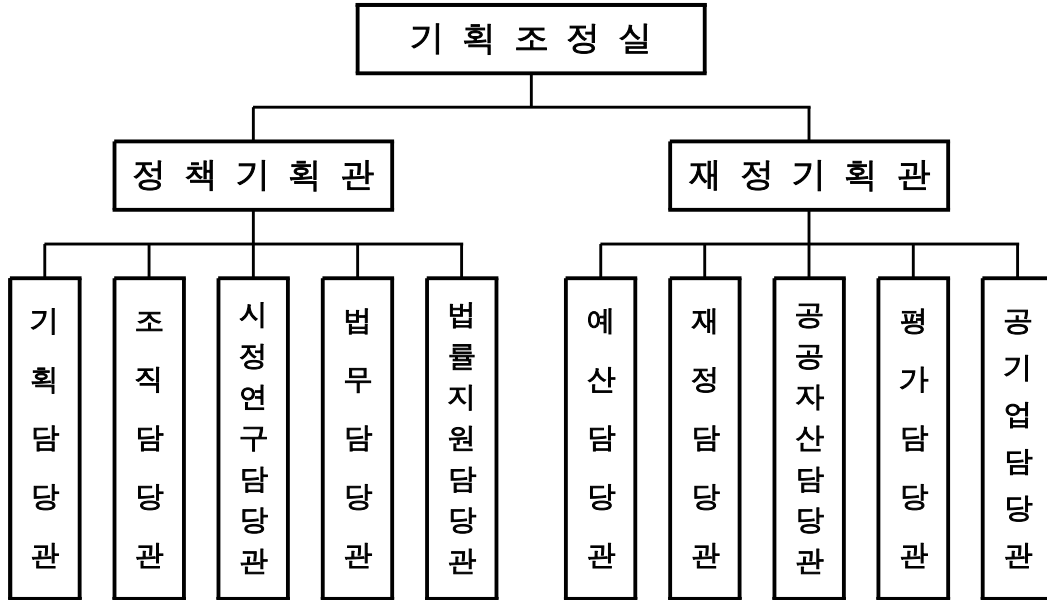 기획조정실
정책기획관
재정기획관
기획담당관
조직담당관
시정연구담당관
법무담당관
법률지원담당관
예산담당관
재정담당관
공공자산담당관
평가담당관
공기업담당관